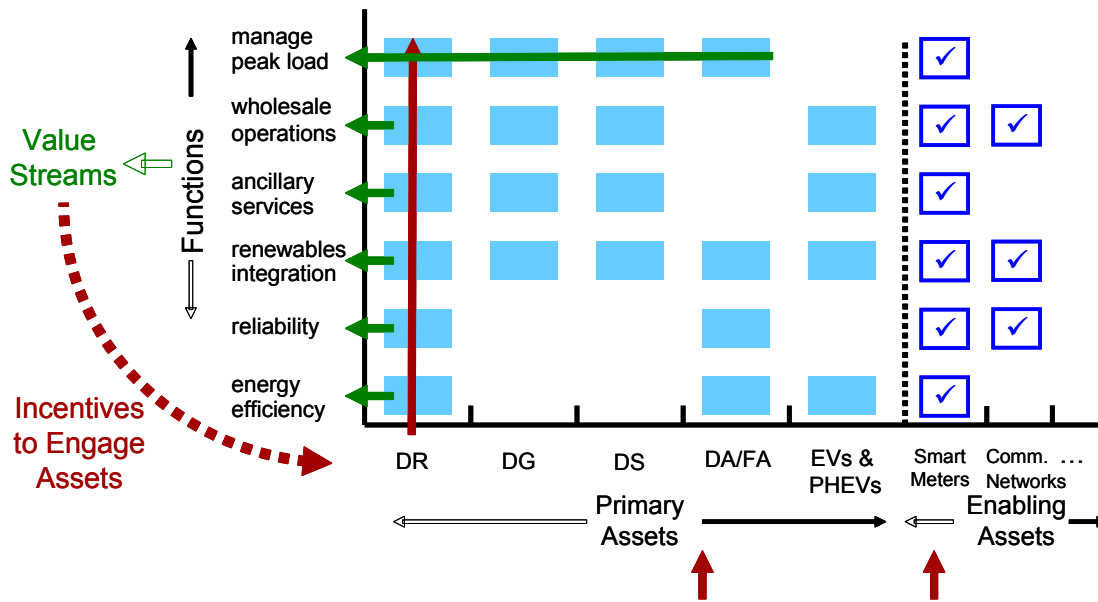 manage
peak load
wholesale
operations
ancillary
services
renewables
integration
reliability
energy
efficiency
Functions
Value
Streams
Incentives
to Engage
Assets
DR
DG
DS
DA/FA
EVs &
PHEVs
Smart
Meters
Comm.
Networks
...
Primary
Assets
Enabling
Assets